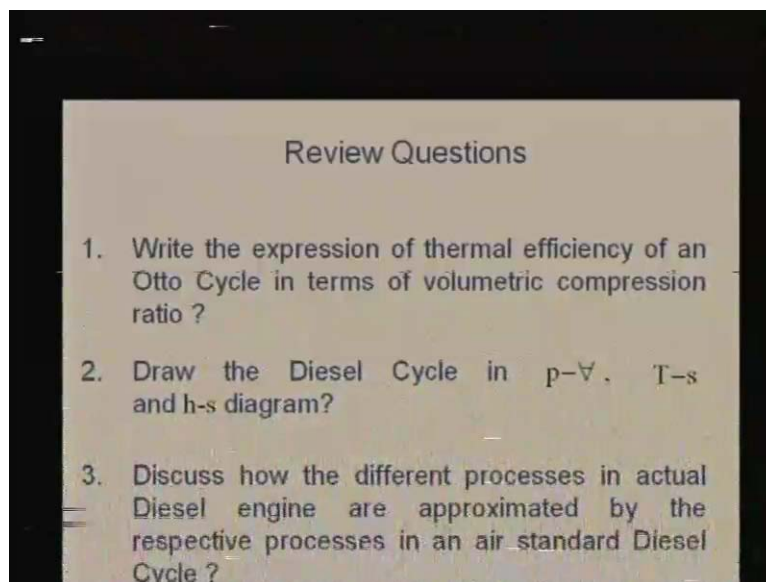 Review Questions
1. Write the expression of thermal efficiency of an
Otto Cycle in terms of volumetric compression
ratio ?
2. Draw the Diesel Cycle in p-∀, T-s
and h-s diagram?
3. Discuss how the different processes in actual
Diesel engine are approximated by the
respective processes in an air standard Diesel
Cycle ?